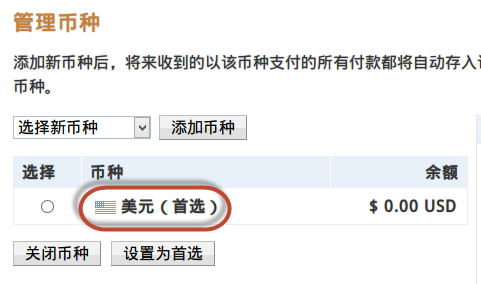 管理币种
添加新币种后，将来收到的以该币种支付的所有付款都将自动存入
币种。
选择新币种 添加币种
选择 币种 余额
美元（首选） $ 0.00 USD
关闭币种 设置为首选